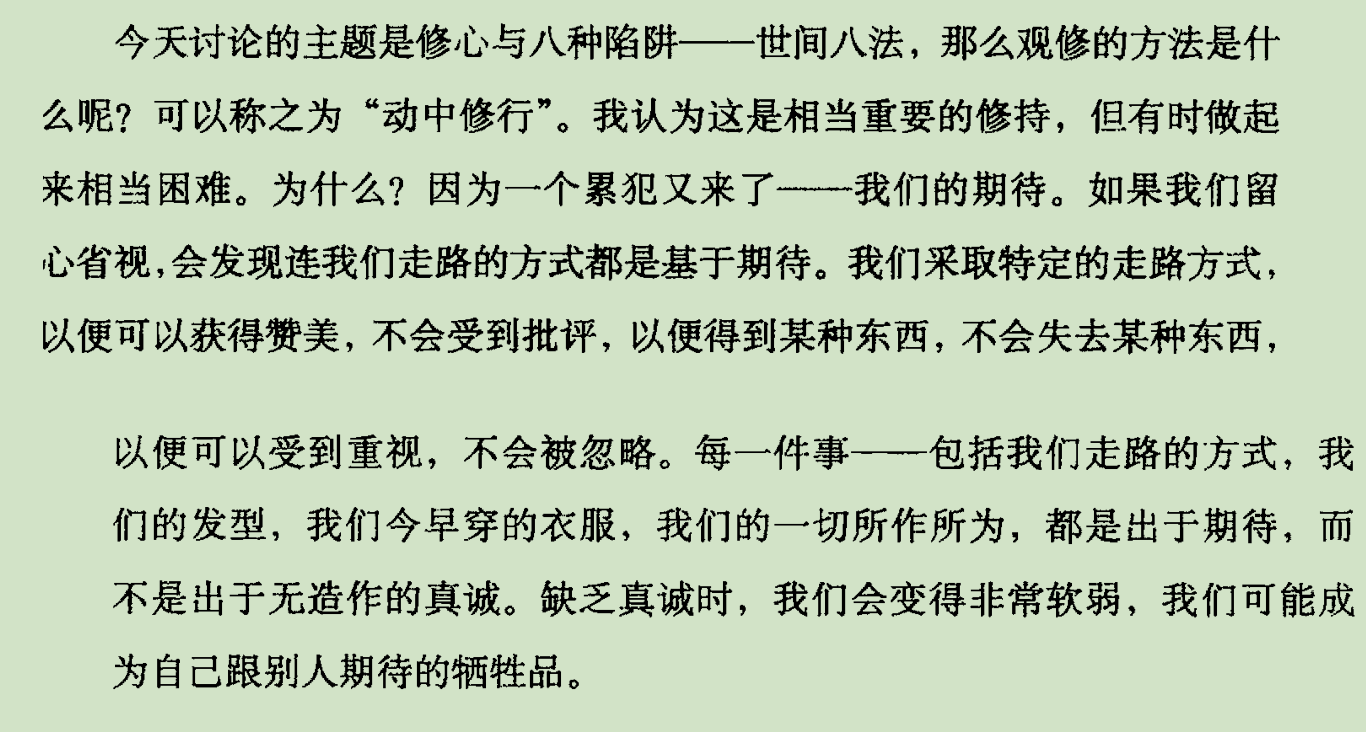 今天讨论的主题是修心与八种陷阱——世间八法，那么观修的方法是什
么呢？可以称之为“动中修行”。我认为这是相当重要的修持，但有时做起
来相当困难。为什么？因为一个累犯又来了——我们的期待。如果我们留
心省视，会发现连我们走路的方式都是基于期待。我们采取特定的走路方式，
以便可以获得赞美，不会受到批评，以便得到某种东西，不会失去某种东西，
以便可以受到重视，不会被忽略。每一件事——包括我们走路的方式，我
们的发型，我们今早穿的衣服，我们的一切所作所为，都是出于期待，而
不是出于无造作的真诚。缺乏真诚时，我们会变得非常软弱，我们可能成
为自己跟别人期待的牺牲品。